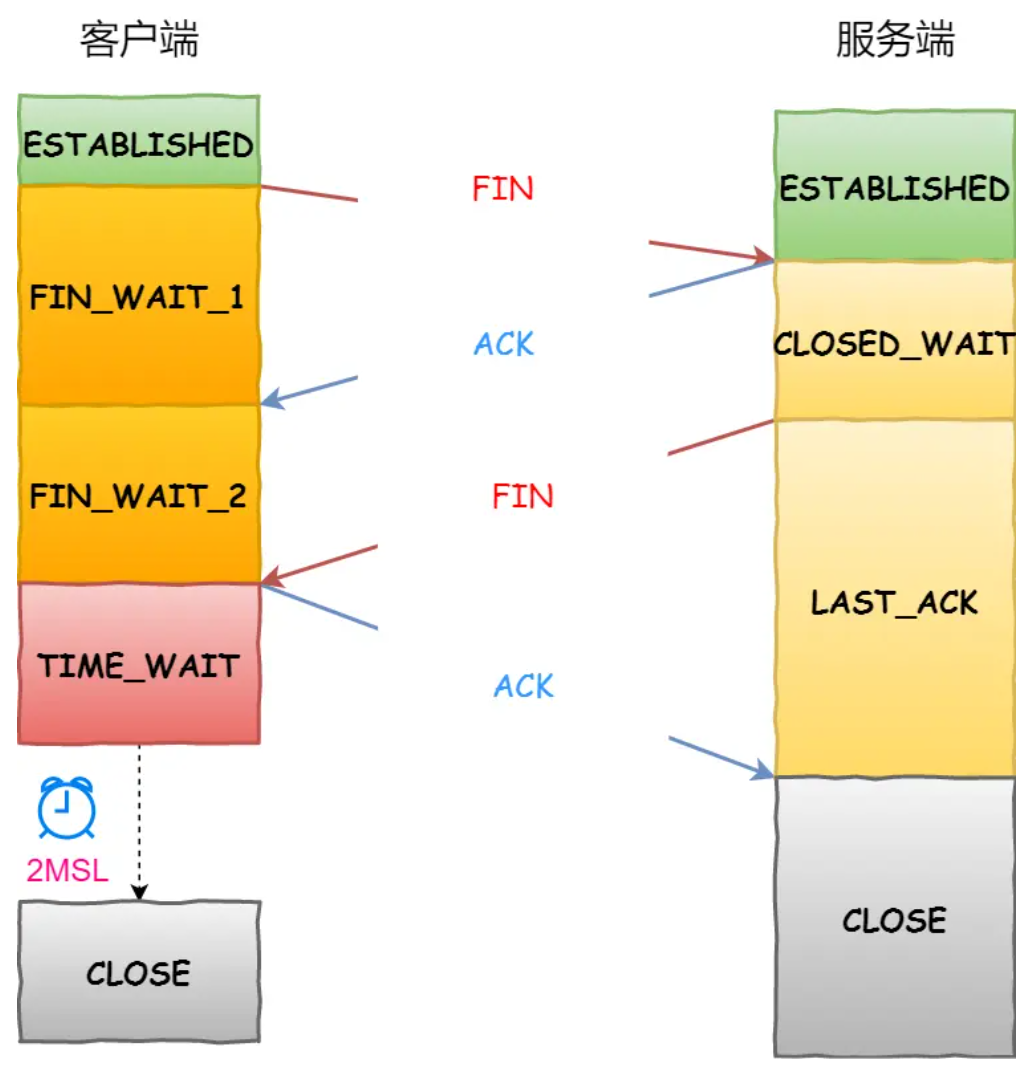 客户端
服务端
ESTABLISHED
FIN
ESTABLISHED
FIN_WAIT_1
ACK
CLOSED_WAIT
FIN_WAIT_2
FIN
LAST_ACK
TIME_WAIT
ACK
2MSL
CLOSE
CLOSE